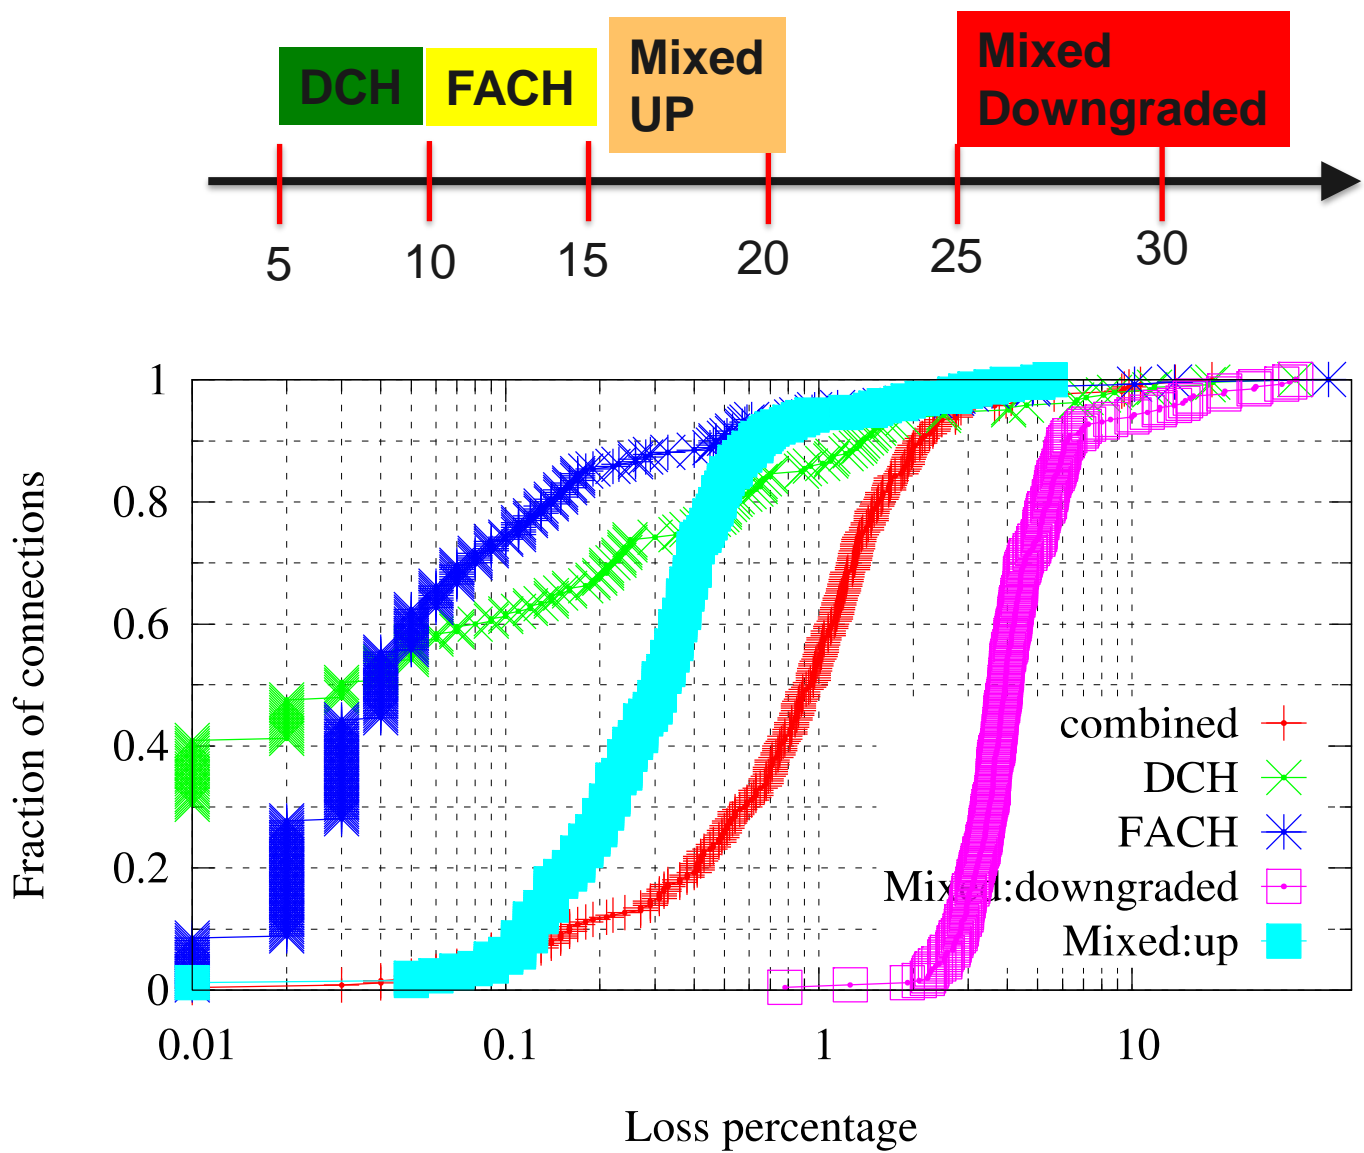 DCH FACH Mixed UP Mixed Downgraded
5 10 15 20 25 30
1
0.8
0.6
0.4
0.2
0
Fraction of connections
combined
DCH
FACH
Mixed:downgraded
Mixed:up
0.01 0.1 1 10
Loss percentage